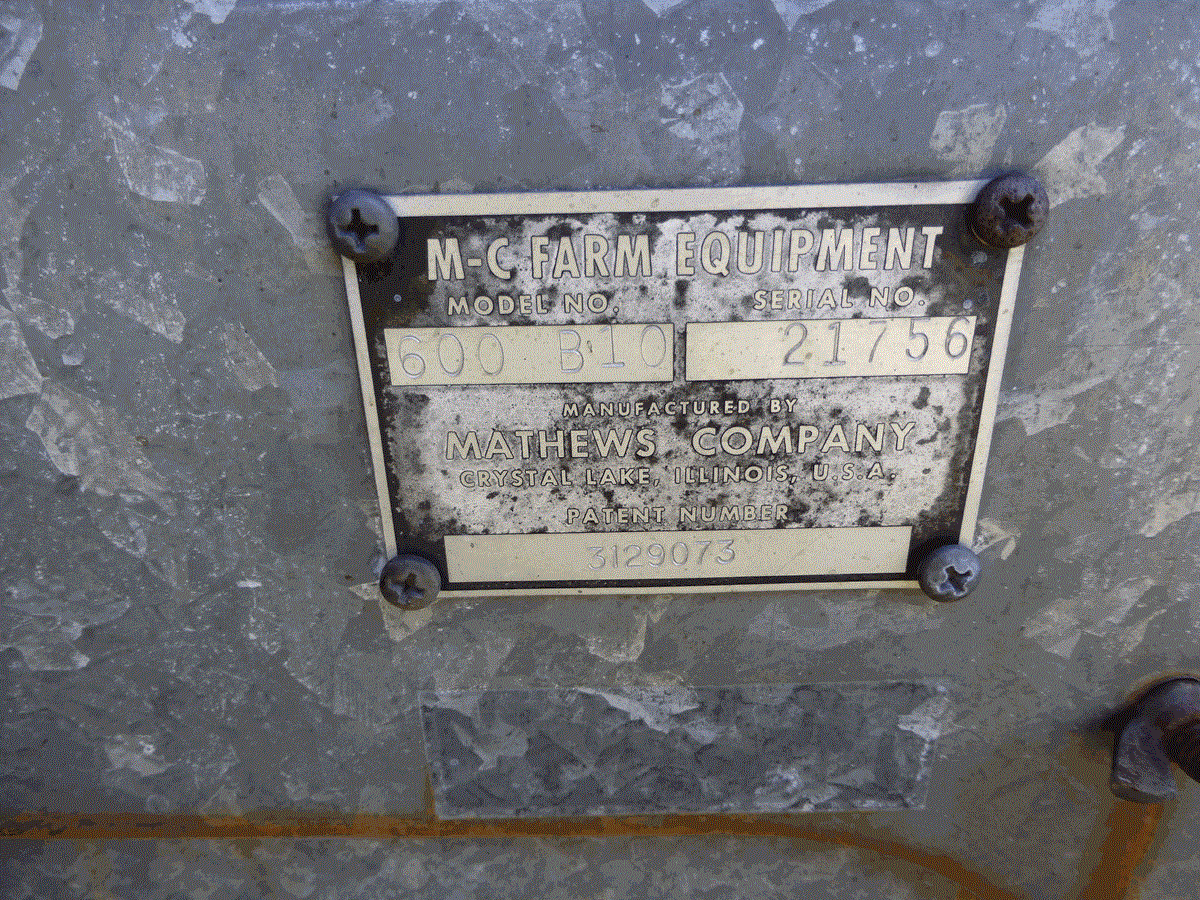 M-C FARM EQUIPMENT
MODEL NO. SERIAL NO.
600 B10 21756
MANUFACTURED BY
MATHEWS COMPANY
CRYSTAL LAKE, ILLINOIS, U.S.A.
PATENT NUMBER
3129073